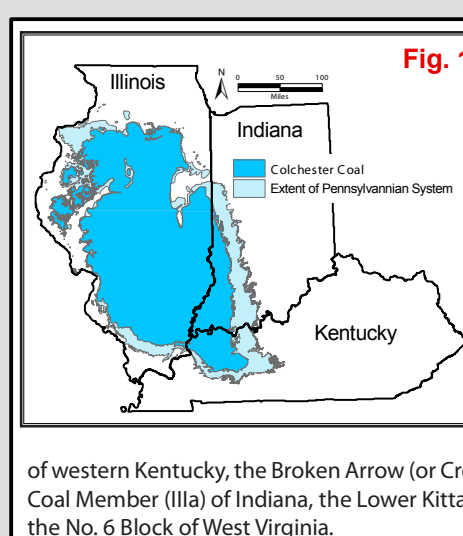 Fig. 1
Illinois
N
0 50 100
Miles
Indiana
Colchester Coal
Extent of Pennsylvannian System
Kentucky
of western Kentucky, the Broken Arrow (or
Coal Member (IIIa) of Indiana, the Lower
the No. 6 Block of West Virginia.